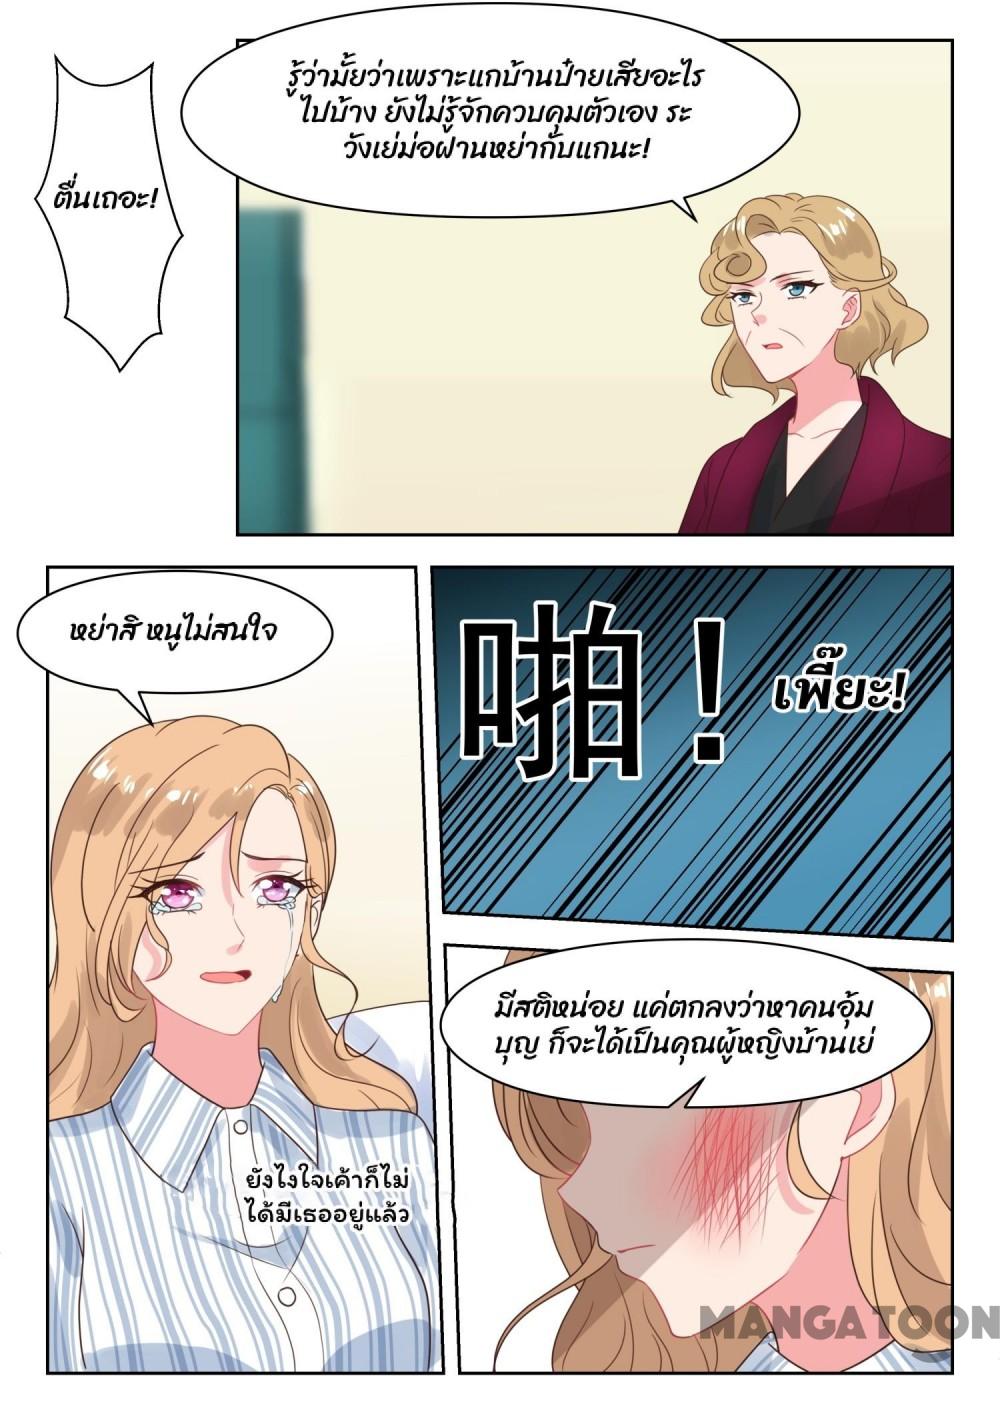 รู้ว่ามั้ยว่าเพราะแกบ้านป๋ายเสียอะไร
ไปบ้าง ยังไม่รู้จักควบคุมตัวเอง ระ
วังเย่ม่อฝานหย่ากับแกนะ!
ตื่นเถอะ!
หย่าสิ หนูไม่สนใจ
啪！
เพี๊ยะ!
ยังไงใจเค้าก็ไม่
ได้มีเธออยู่แล้ว
มีสติหน่อย แค่ตกลงว่าหาคนอุ้ม
บุญ ก็จะได้เป็นคุณผู้หญิงบ้านเย่
MANGATOON